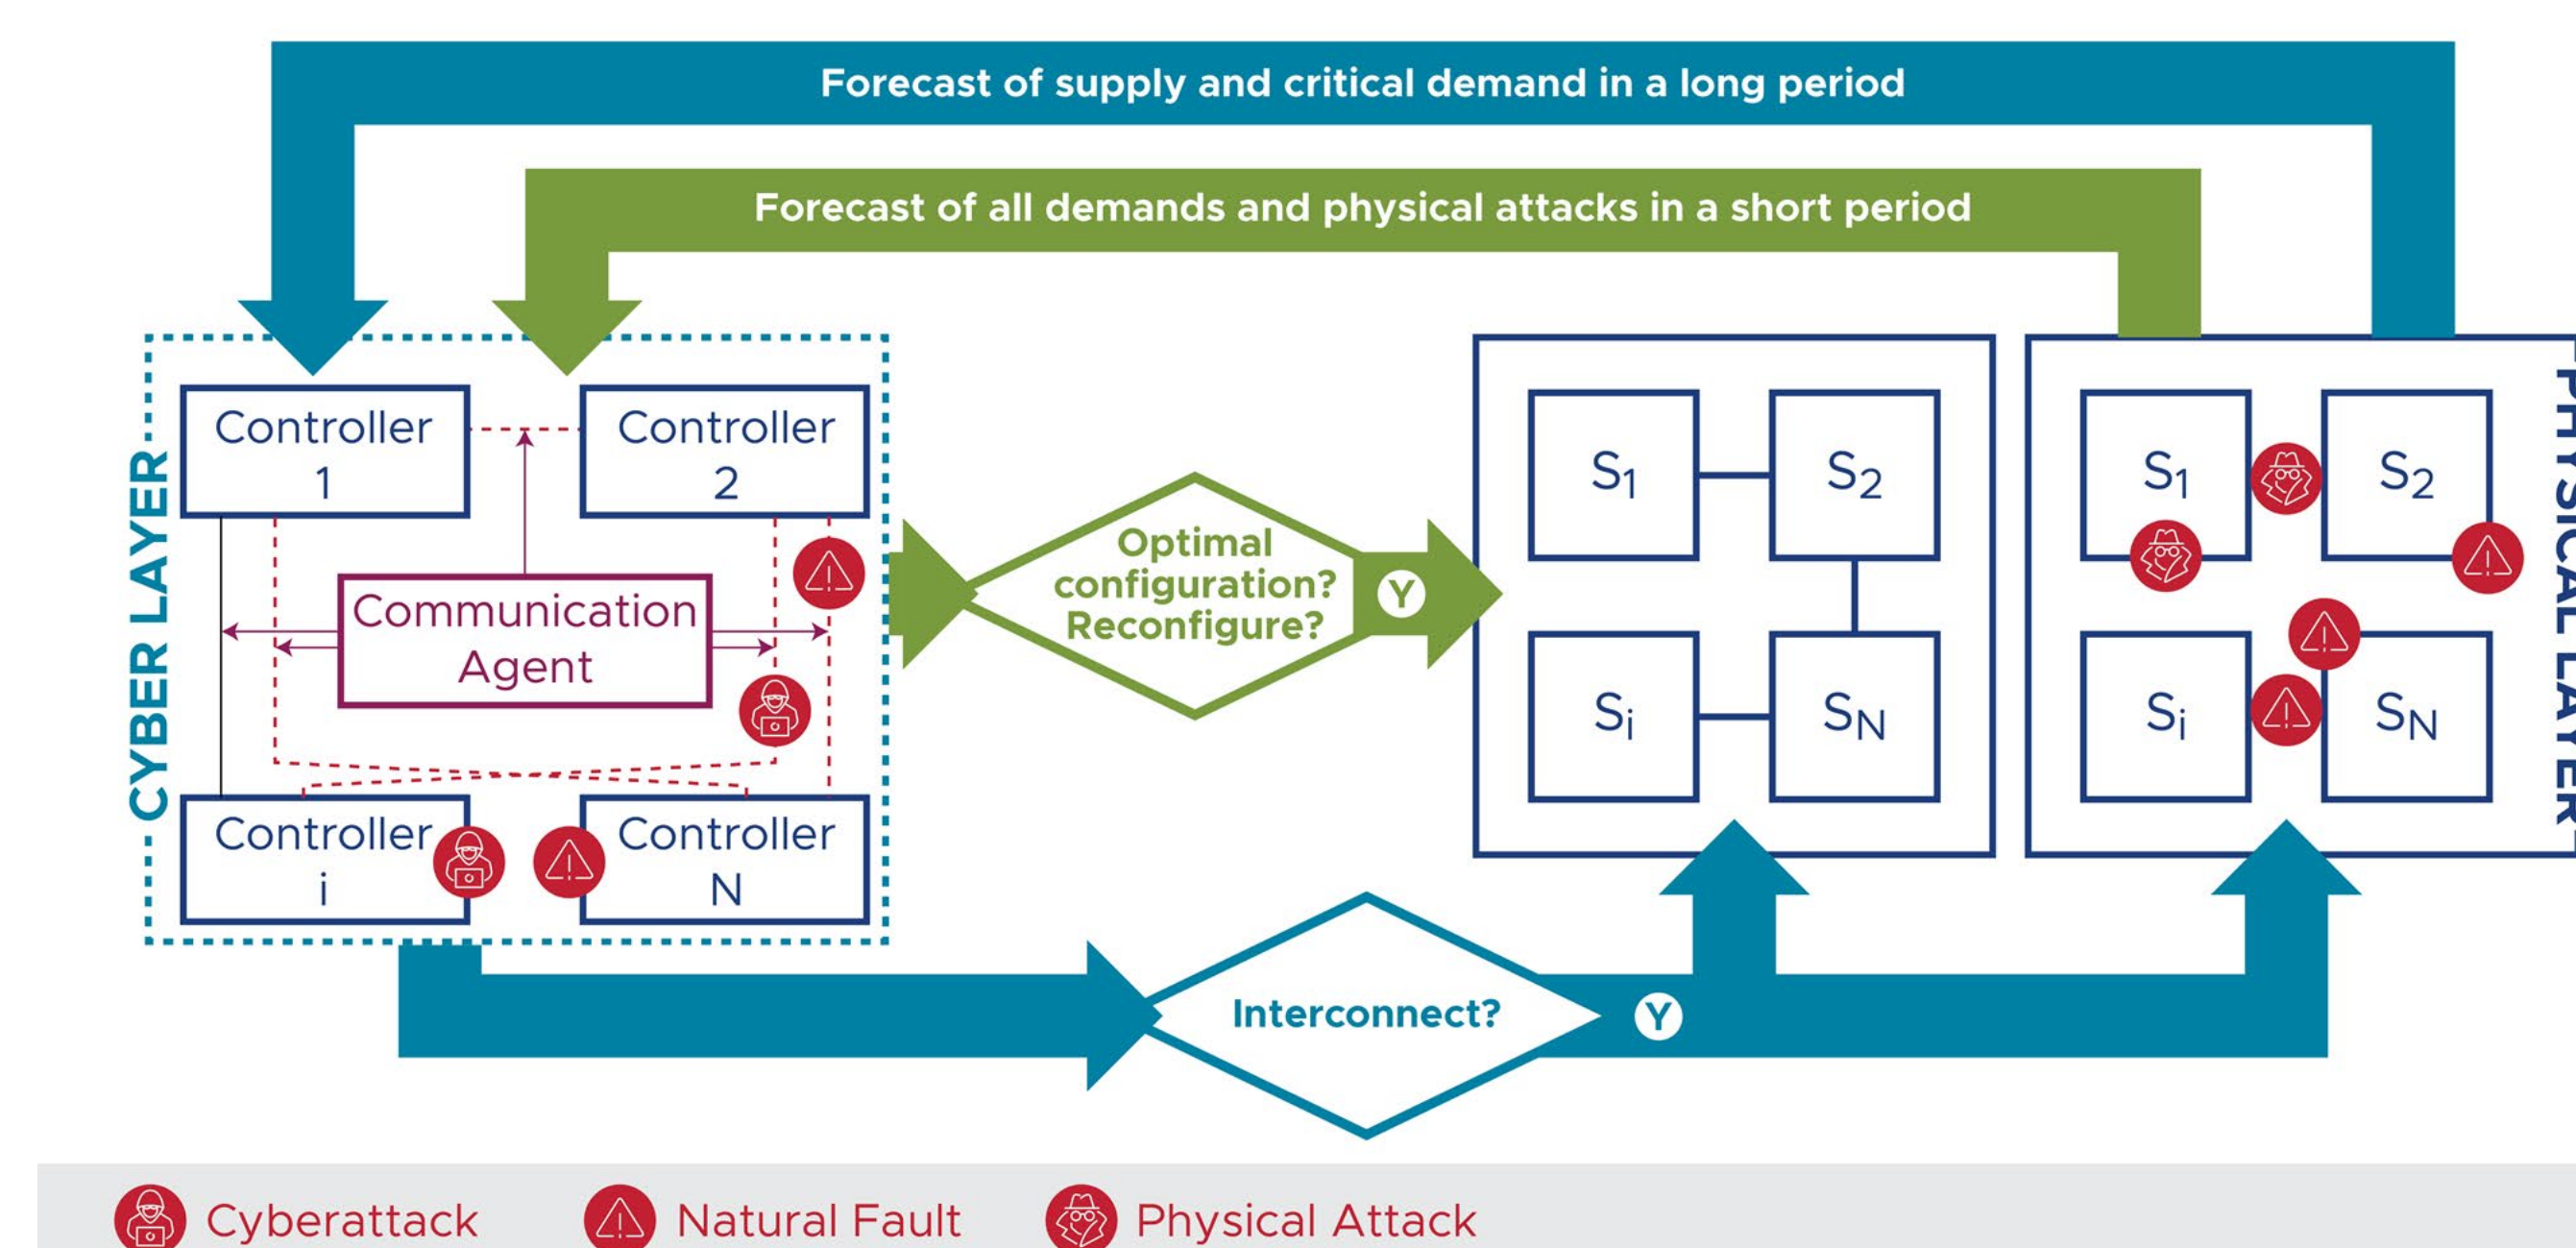 Forecast of supply and critical demand in a long period
Forecast of all demands and physical attacks in a short period
CYBER LAYER
Controller
1
Controller
2
Communication
Agent
Controller
i
Controller
N
Optimal
configuration?
Reconfigure?
Y
S1
S2
Si
SN
S1
S2
Si
SN
PHYSICAL LAYER
Interconnect?
Y
Cyberattack
Natural Fault
Physical Attack